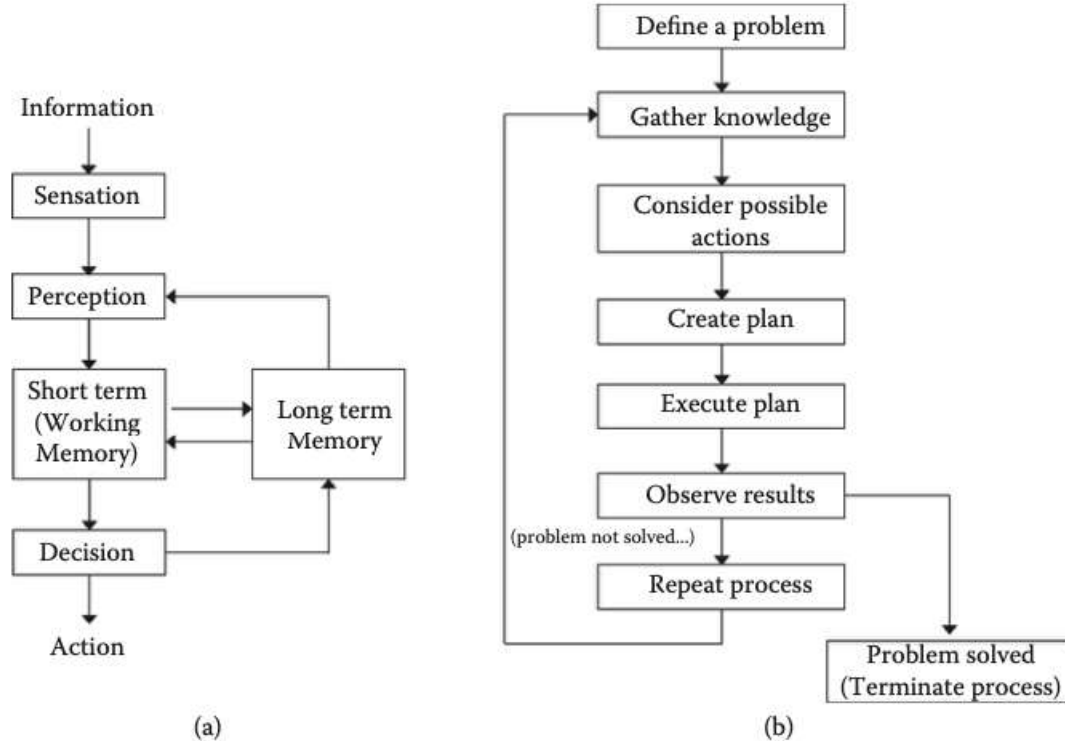 Information
Sensation
Perception
Short term
(Working
Memory)
Long term
Memory
Decision
Action
(a)
Define a problem
Gather knowledge
Consider possible
actions
Create plan
Execute plan
Observe results
(problem not solved...)
Repeat process
Problem solved
(Terminate process)
(b)